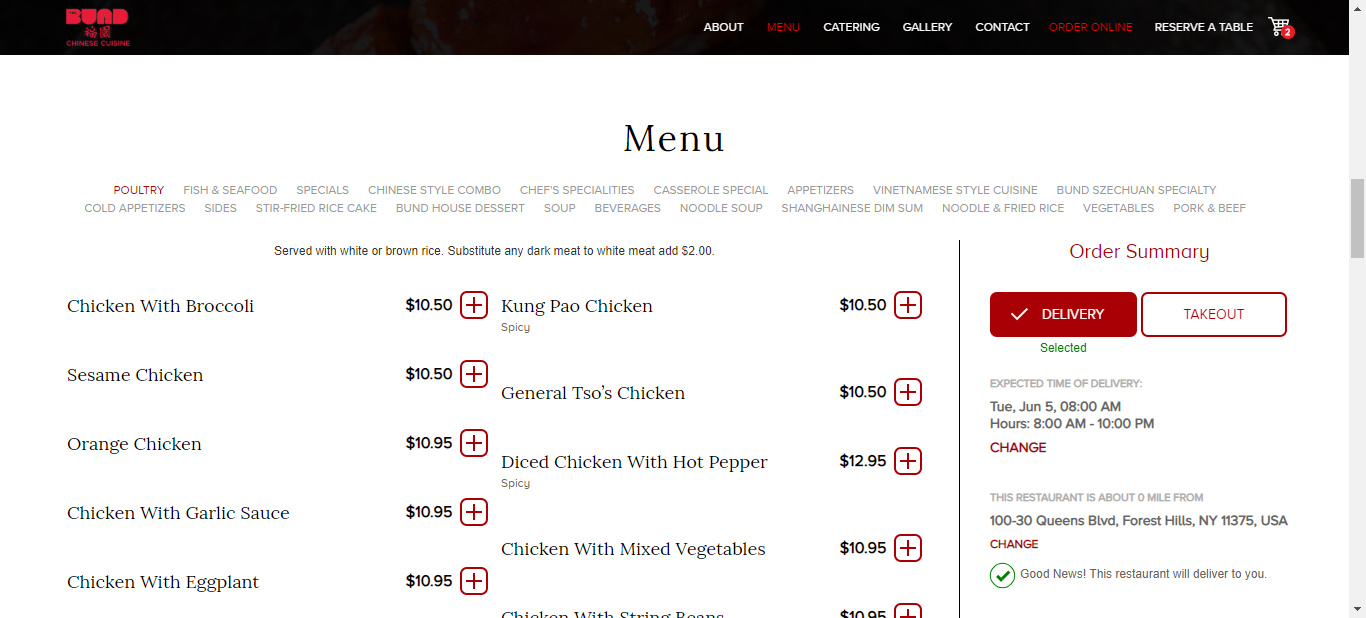 BUND
裕園
CHINESE CUISINE
ABOUT MENU CATERING GALLERY CONTACT ORDER ONLINE RESERVE A TABLE 2
Menu
POULTRY FISH & SEAFOOD SPECIALS CHINESE STYLE COMBO CHEF'S SPECIALITIES CASSEROLE SPECIAL APPETIZERS VINETNAMESE STYLE CUISINE BUND SZECHUAN SPECIALTY
COLD APPETIZERS SIDES STIR-FRIED RICE CAKE BUND HOUSE DESSERT SOUP BEVERAGES NOODLE SOUP SHANGHAINESE DIM SUM NOODLE & FRIED RICE VEGETABLES PORK & BEEF
Served with white or brown rice. Substitute any dark meat to white meat add $2.00.
Chicken With Broccoli $10.50
Sesame Chicken $10.50
Orange Chicken $10.95
Chicken With Garlic Sauce $10.95
Chicken With Eggplant $10.95
Kung Pao Chicken $10.50
Spicy
General Tso’s Chicken $10.50
Diced Chicken With Hot Pepper $12.95
Spicy
Chicken With Mixed Vegetables $10.95
Chicken With String Beans $10.95
Order Summary
DELIVERY TAKEOUT
Selected
EXPECTED TIME OF DELIVERY:
Tue, Jun 5, 08:00 AM
Hours: 8:00 AM - 10:00 PM
CHANGE
THIS RESTAURANT IS ABOUT 0 MILE FROM
100-30 Queens Blvd, Forest Hills, NY 11375, USA
CHANGE
Good News! This restaurant will deliver to you.